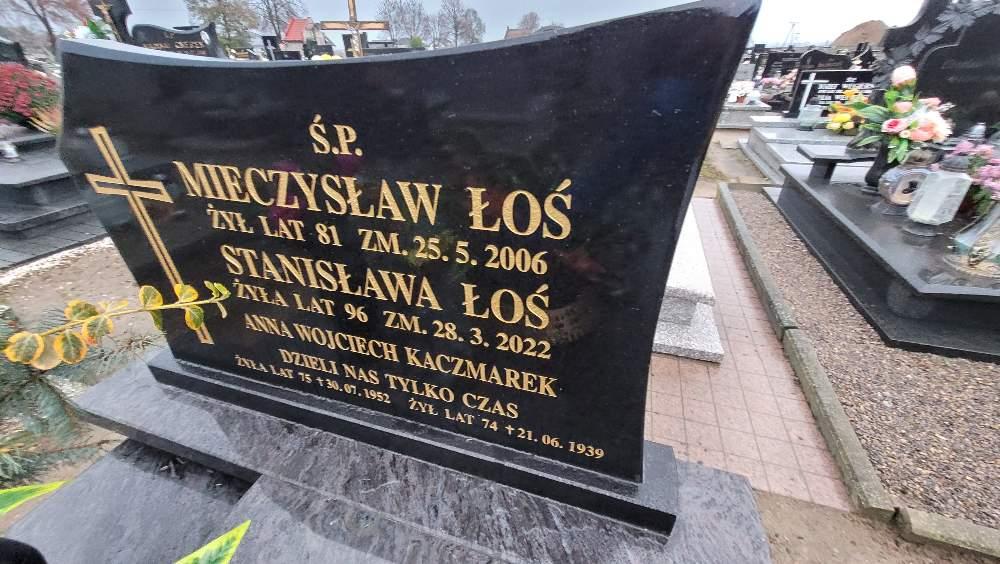 Ś.P.
MIECZYSŁAW ŁOŚ
ŻYŁ LAT 81 ZM. 25. 5. 2006
STANISŁAWA ŁOŚ
ŻYŁA LAT 96 ZM. 28. 3. 2022
ANNA WOJCIECH KACZMAREK
DZIELI NAS TYLKO CZAS
ŻYŁA LAT 75 +30.07. 1952 ŻYŁ LAT 74 +21. 06. 1939